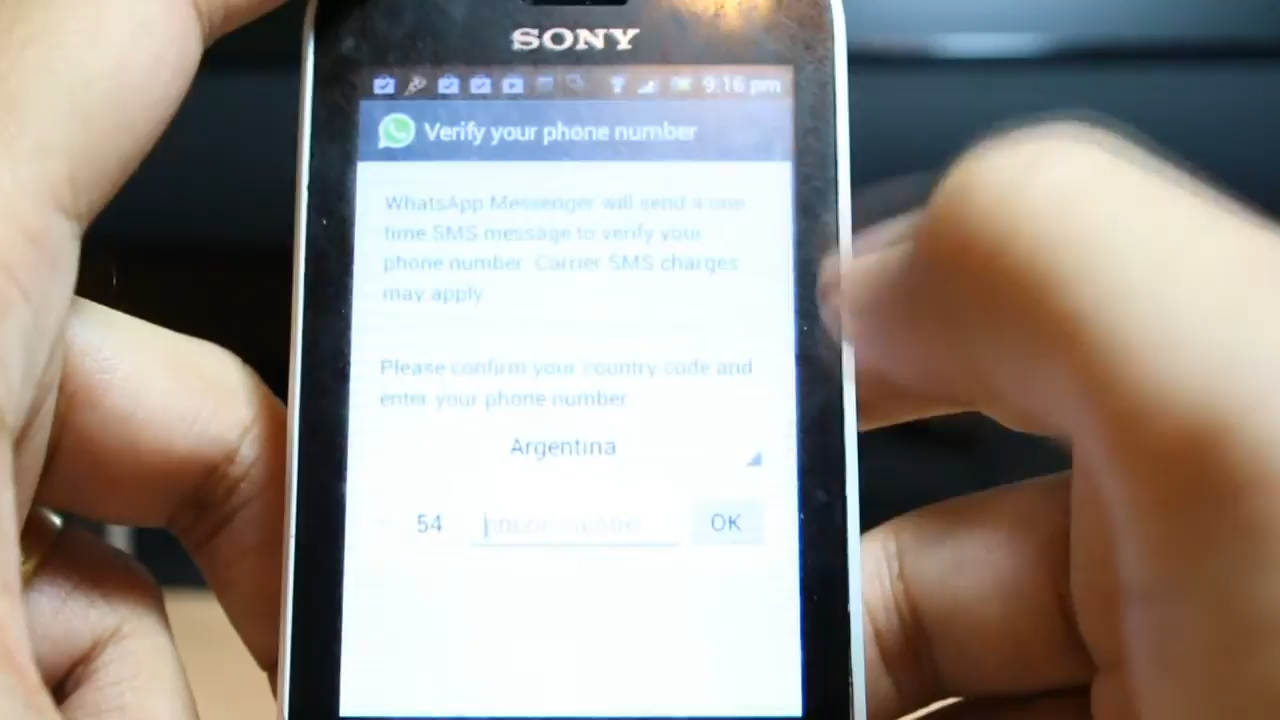 SONY
9:16 pm
Verify your phone number
WhatsApp Messenger will send a one
time SMS message to verify your
phone number. Carrier SMS charges
may apply
Please confirm your country code and
enter your phone number
Argentina
54
OK